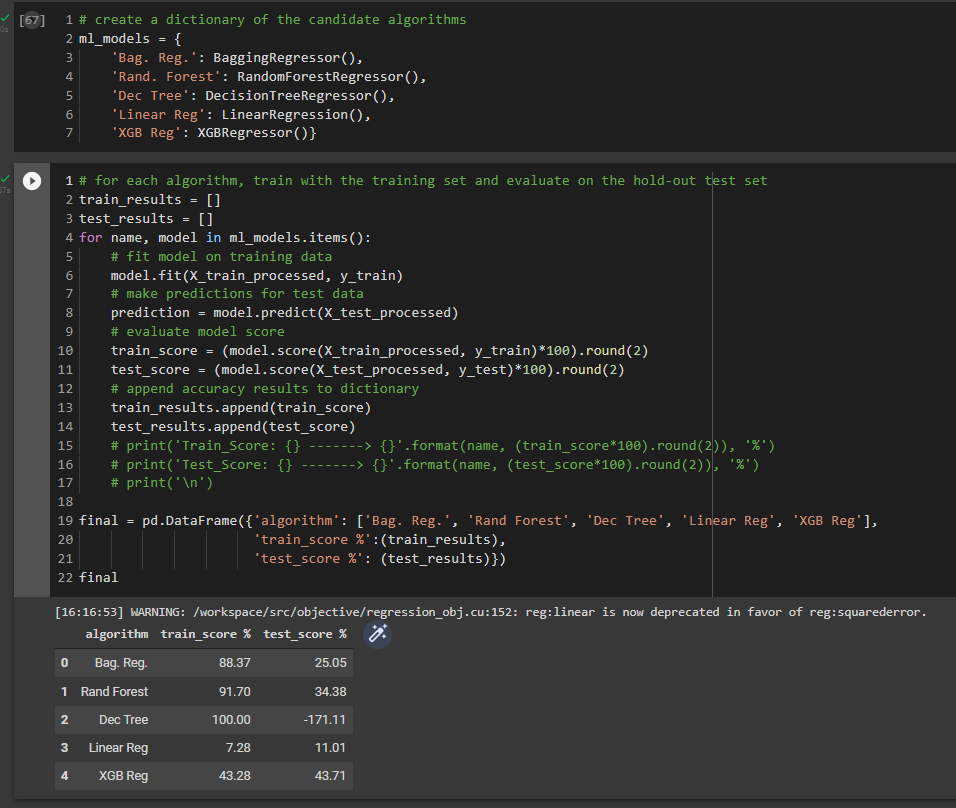 [67] 1 # create a dictionary of the candidate algorithms
2 ml_models = {
3     'Bag. Reg.': BaggingRegressor(),
4     'Rand. Forest': RandomForestRegressor(),
5     'Dec Tree': DecisionTreeRegressor(),
6     'Linear Reg': LinearRegression(),
7     'XGB Reg': XGBRegressor()}
0s
1 # for each algorithm, train with the training set and evaluate on the hold-out test set
2 train_results = []
3 test_results = []
4 for name, model in ml_models.items():
5     # fit model on training data
6     model.fit(X_train_processed, y_train)
7     # make predictions for test data
8     prediction = model.predict(X_test_processed)
9     # evaluate model score
10     train_score = (model.score(X_train_processed, y_train)*100).round(2)
11     test_score = (model.score(X_test_processed, y_test)*100).round(2)
12     # append accuracy results to dictionary
13     train_results.append(train_score)
14     test_results.append(test_score)
15     # print('Train_Score: {} -------> {}'.format(name, (train_score*100).round(2)), '%')
16     # print('Test_Score: {} -------> {}'.format(name, (test_score*100).round(2)), '%')
17     # print('\n')
18
19 final = pd.DataFrame({'algorithm': ['Bag. Reg.', 'Rand Forest', 'Dec Tree', 'Linear Reg', 'XGB Reg'],
20                       'train_score %':(train_results),
21                       'test_score %': (test_results)})
22 final
[16:16:53] WARNING: /workspace/src/objective/regression_obj.cu:152: reg:linear is now deprecated in favor of reg:squarederror.
algorithm train_score % test_score %
0 Bag. Reg. 88.37 25.05
1 Rand Forest 91.70 34.38
2 Dec Tree 100.00 -171.11
3 Linear Reg 7.28 11.01
4 XGB Reg 43.28 43.71